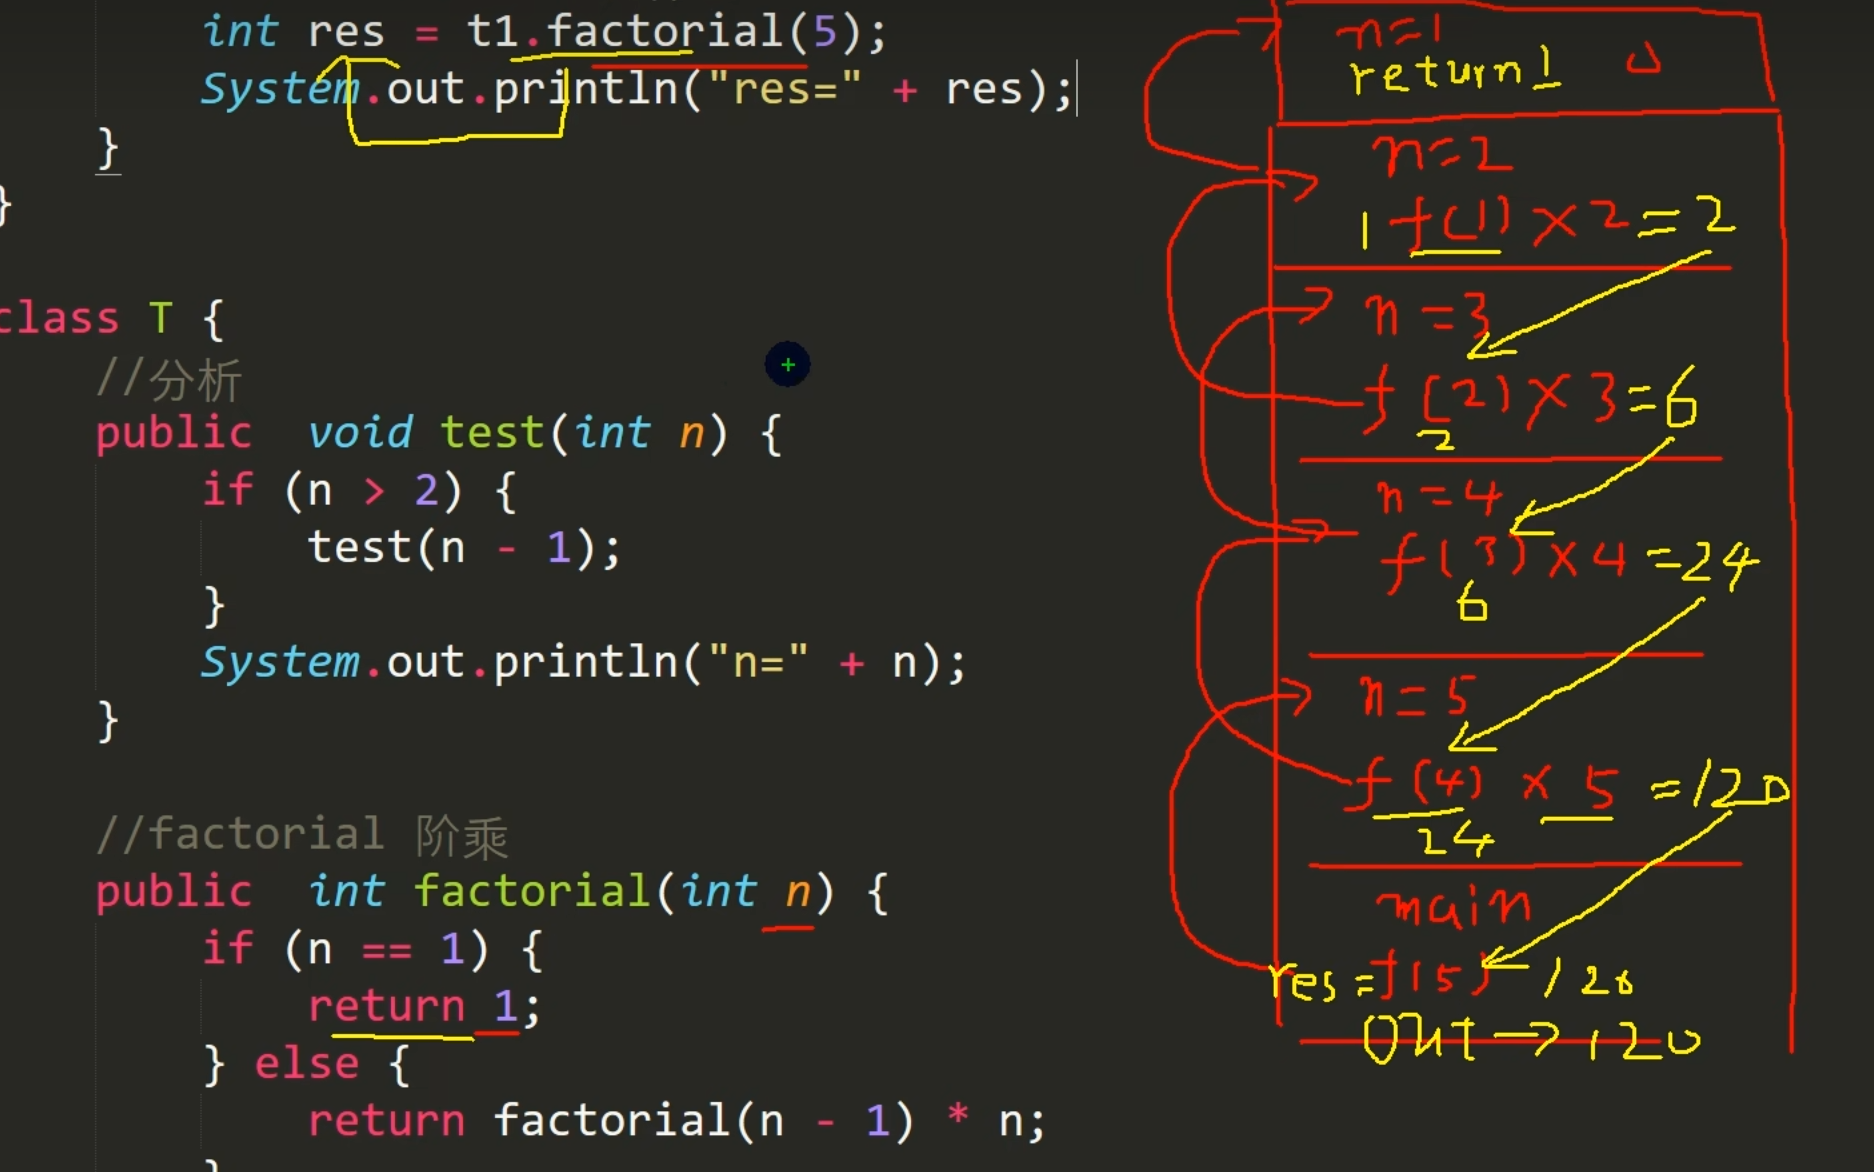 int res = t1.factorial(5);
System.out.println("res=" + res);
}
}
class T {
//分析
public void test(int n) {
if (n > 2) {
test(n - 1);
}
System.out.println("n=" + n);
}
//factorial 阶乘
public int factorial(int n) {
if (n == 1) {
return 1;
} else {
return factorial(n - 1) * n;
}
n=1
return 1
n=2
1 f(1) × 2 = 2
n=3
f(2) × 3 = 6
2
n=4
f(3) × 4 = 24
6
n=5
f(4) × 5 = 120
24
main
res = f(5) 120
out → 120